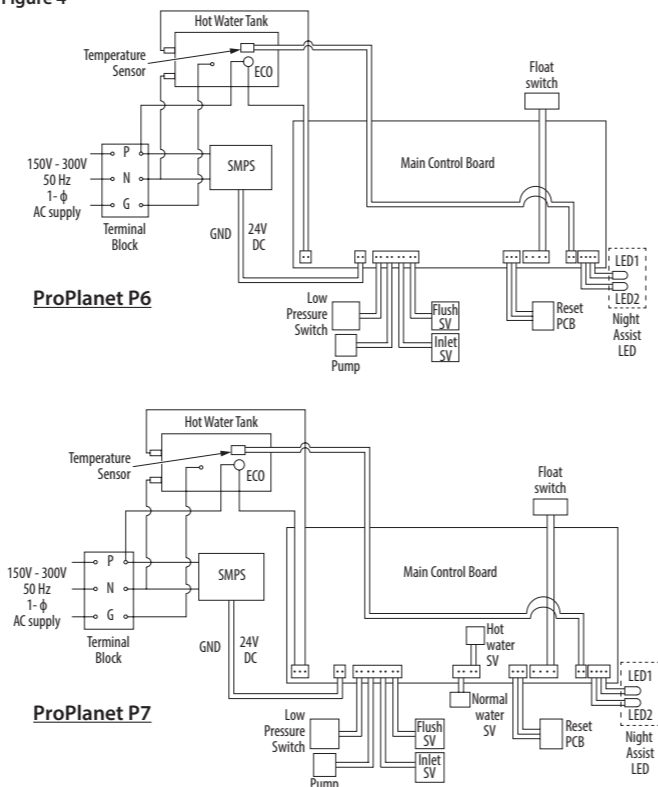 Figure 4
Hot Water Tank
Temperature
Sensor
ECO
Float
switch
150V - 300V
50 Hz
1- ϕ
AC supply
P
N
G
Terminal
Block
SMPS
Main Control Board
GND
24V
DC
ProPlanet P6
Low
Pressure
Switch
Pump
Flush
SV
Inlet
SV
Reset
PCB
LED1
LED2
Night
Assist
LED
Hot Water Tank
Temperature
Sensor
ECO
Float
switch
150V - 300V
50 Hz
1- ϕ
AC supply
P
N
G
Terminal
Block
SMPS
Main Control Board
GND
24V
DC
Hot
water
SV
Normal
water
SV
ProPlanet P7
Low
Pressure
Switch
Pump
Flush
SV
Inlet
SV
Reset
PCB
LED1
LED2
Night
Assist
LED